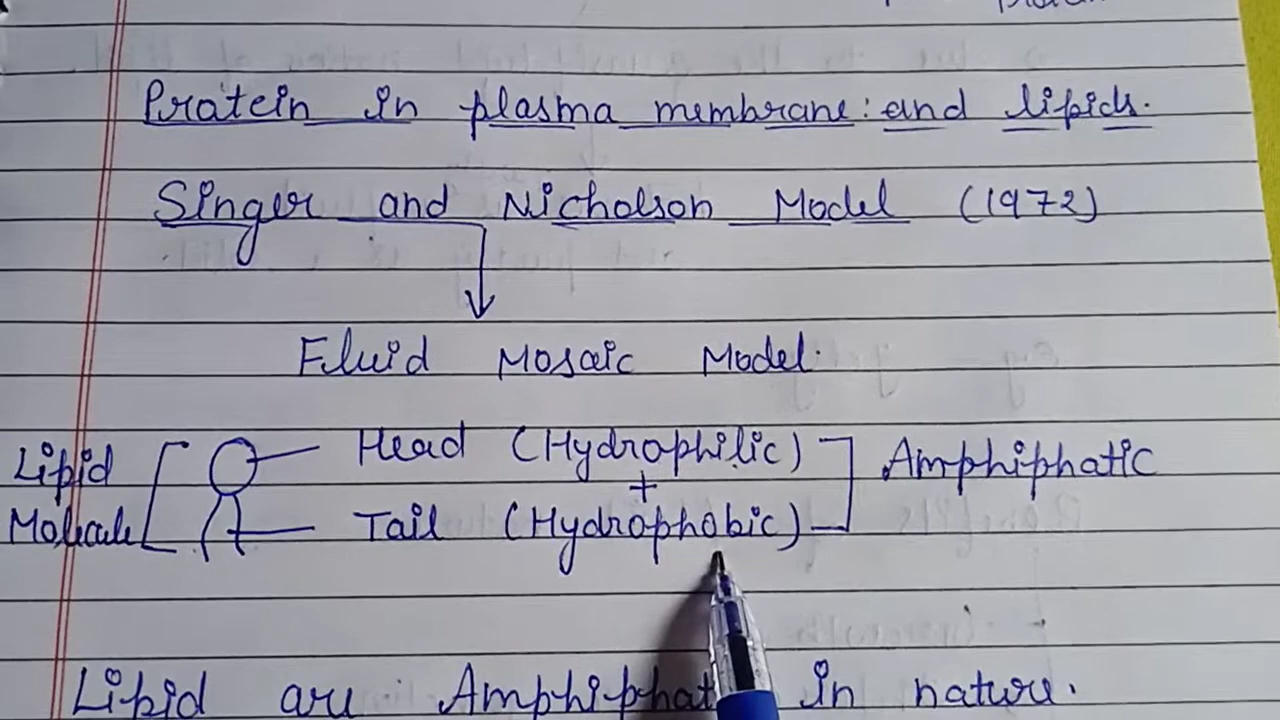 Protein in plasma membrane: and lipids.
Singer and Nicholson Model (1972)
Fluid Mosaic Model.
Lipid Molecule
Head (Hydrophilic)
+
Tail (Hydrophobic)
Amphiphatic
Lipid are Amphiphat in nature.